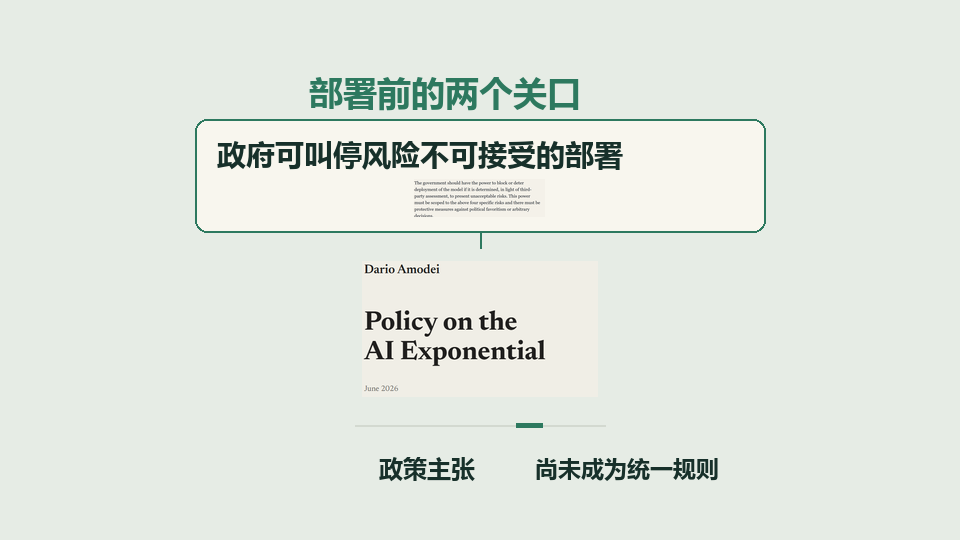 部署前的两个关口
政府可叫停风险不可接受的部署
The government should have the power to block or deter
deployment of the model if it is determined, in light of third-
party assessment, to present unacceptable risks. This power
must be scoped to the above four specific risks and there must be
protective measures against political favoritism or arbitrary
decisions.
Dario Amodei
Policy on the
AI Exponential
June 2026
政策主张
尚未成为统一规则